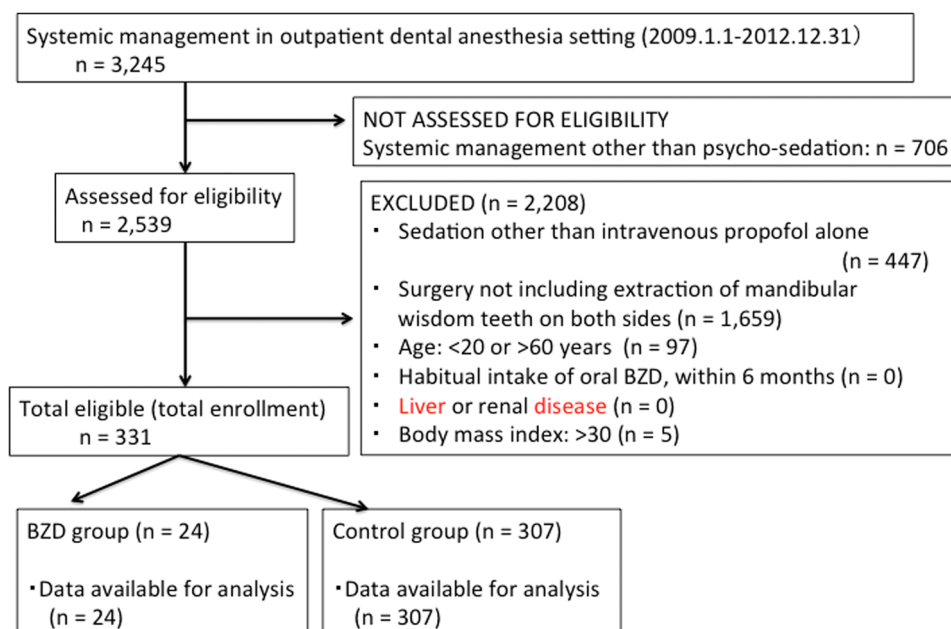 Systemic management in outpatient dental anesthesia setting (2009.1.1-2012.12.31）
n = 3,245
NOT ASSESSED FOR ELIGIBILITY
Systemic management other than psycho-sedation: n = 706
Assessed for eligibility
n = 2,539
EXCLUDED (n = 2,208)
・ Sedation other than intravenous propofol alone
(n = 447)
・ Surgery not including extraction of mandibular
wisdom teeth on both sides (n = 1,659)
・ Age: <20 or >60 years (n = 97)
・ Habitual intake of oral BZD, within 6 months (n = 0)
・ Liver or renal disease (n = 0)
・ Body mass index: >30 (n = 5)
Total eligible (total enrollment)
n = 331
BZD group (n = 24)
・Data available for analysis
(n = 24)
Control group (n = 307)
・Data available for analysis
(n = 307)